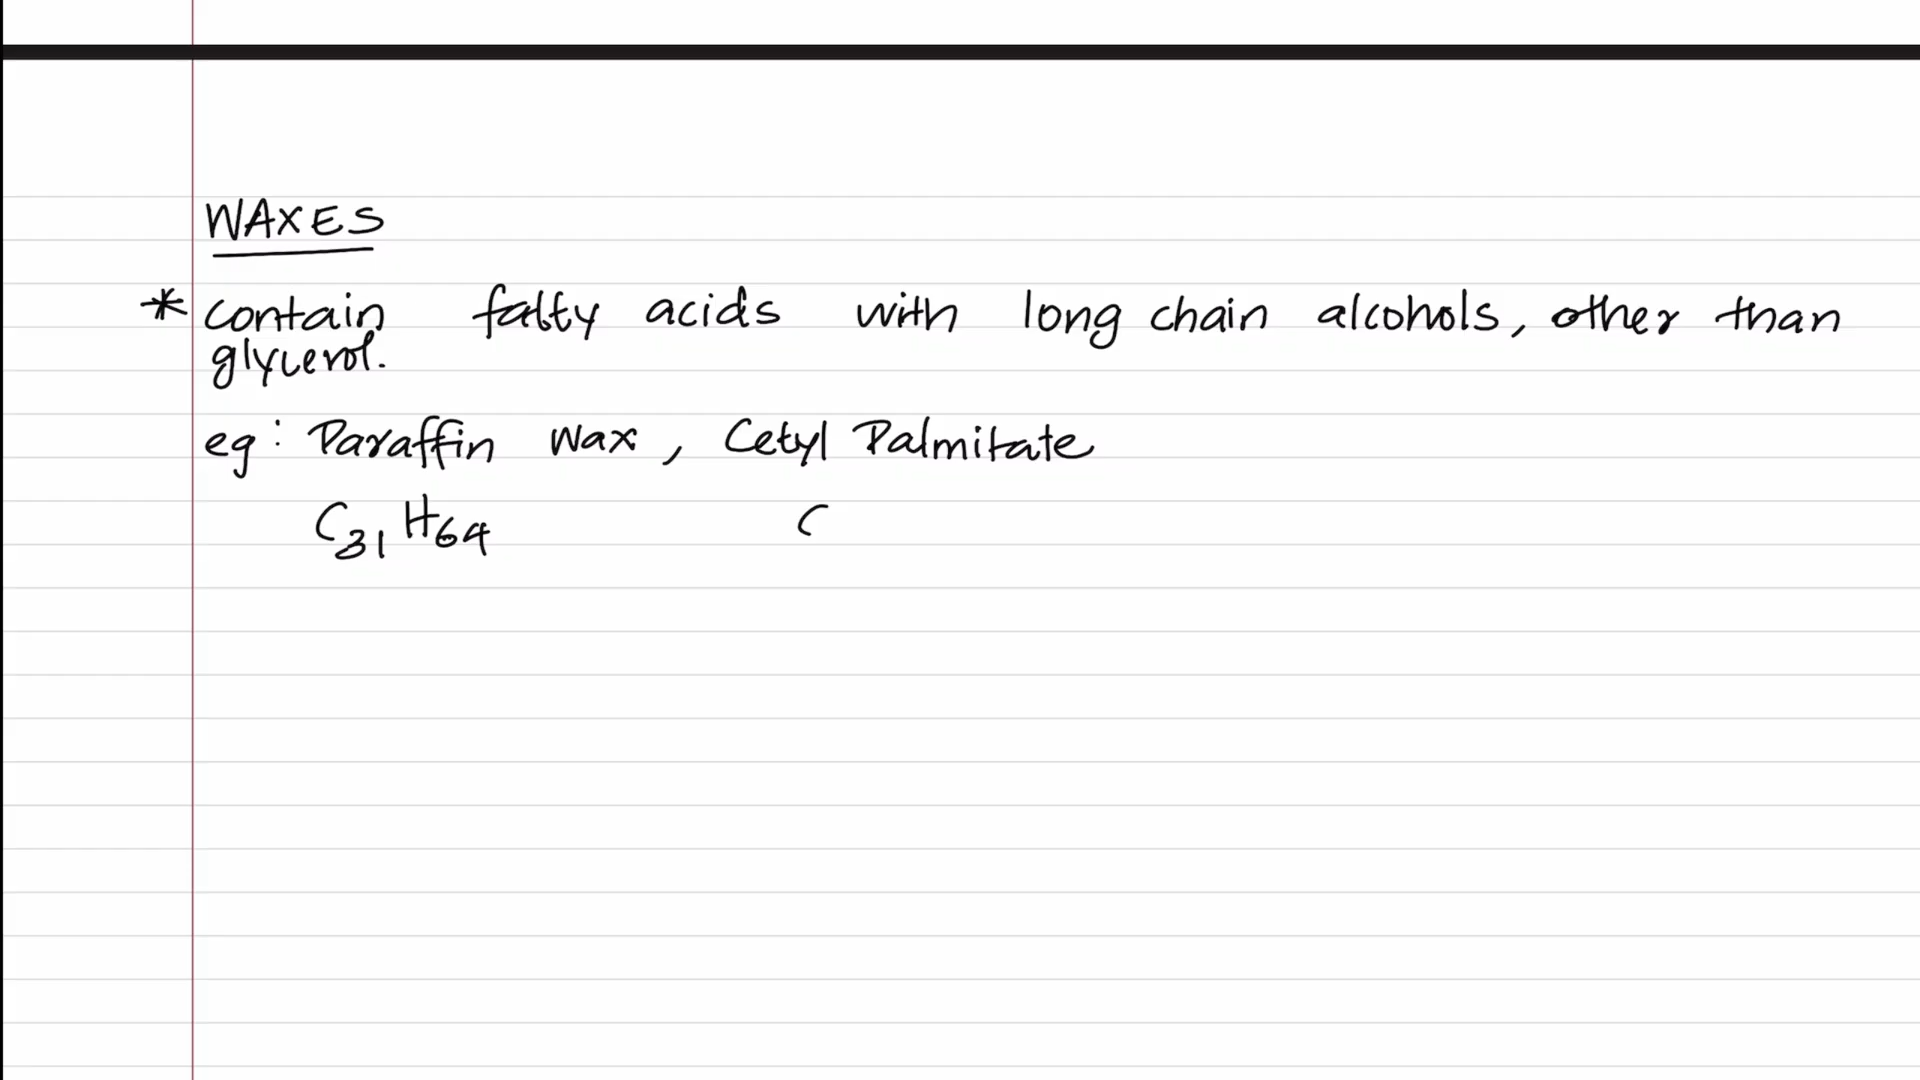 WAXES
* contain fatty acids with long chain alcohols, other than
glycerol.
eg: Paraffin wax, Cetyl Palmitate
C31H64 C